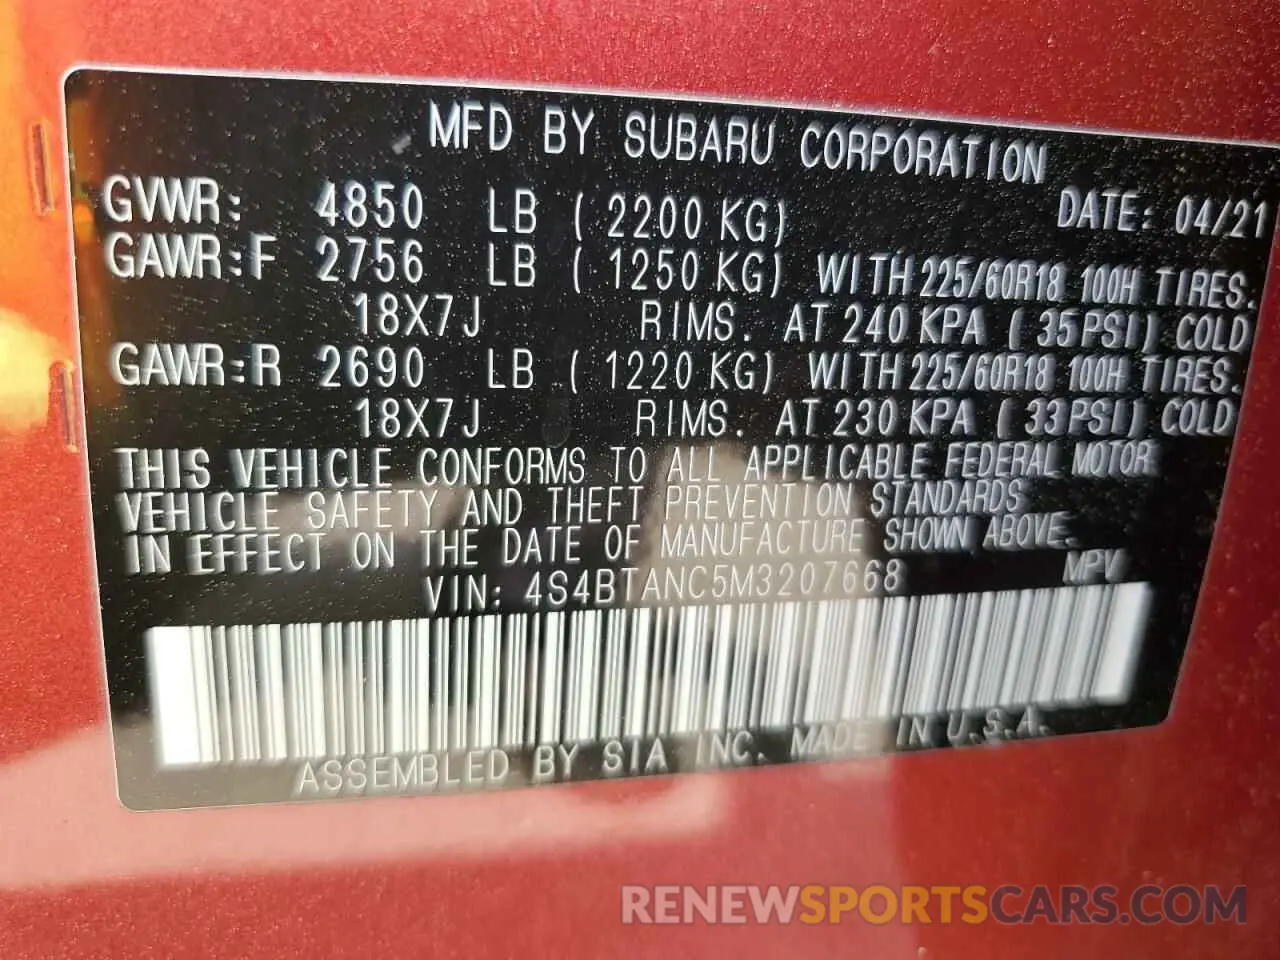 MFD BY SUBARU CORPORATION
GVWR: 4850 LB ( 2200 KG) DATE: 04/21
GAWR:F 2756 LB ( 1250 KG) WITH 225/60R18 100H TIRES.
18X7J RIMS. AT 240 KPA ( 35PSI) COLD
GAWR:R 2690 LB ( 1220 KG) WITH 225/60R18 100H TIRES.
18X7J RIMS. AT 230 KPA ( 33PSI) COLD
THIS VEHICLE CONFORMS TO ALL APPLICABLE FEDERAL MOTOR
VEHICLE SAFETY AND THEFT PREVENTION STANDARDS
IN EFFECT ON THE DATE OF MANUFACTURE SHOWN ABOVE.
VIN: 4S4BTANC5M3207668 MPV
ASSEMBLED BY SIA INC. MADE IN U.S.A.
RENEWSPORTSCARS.COM